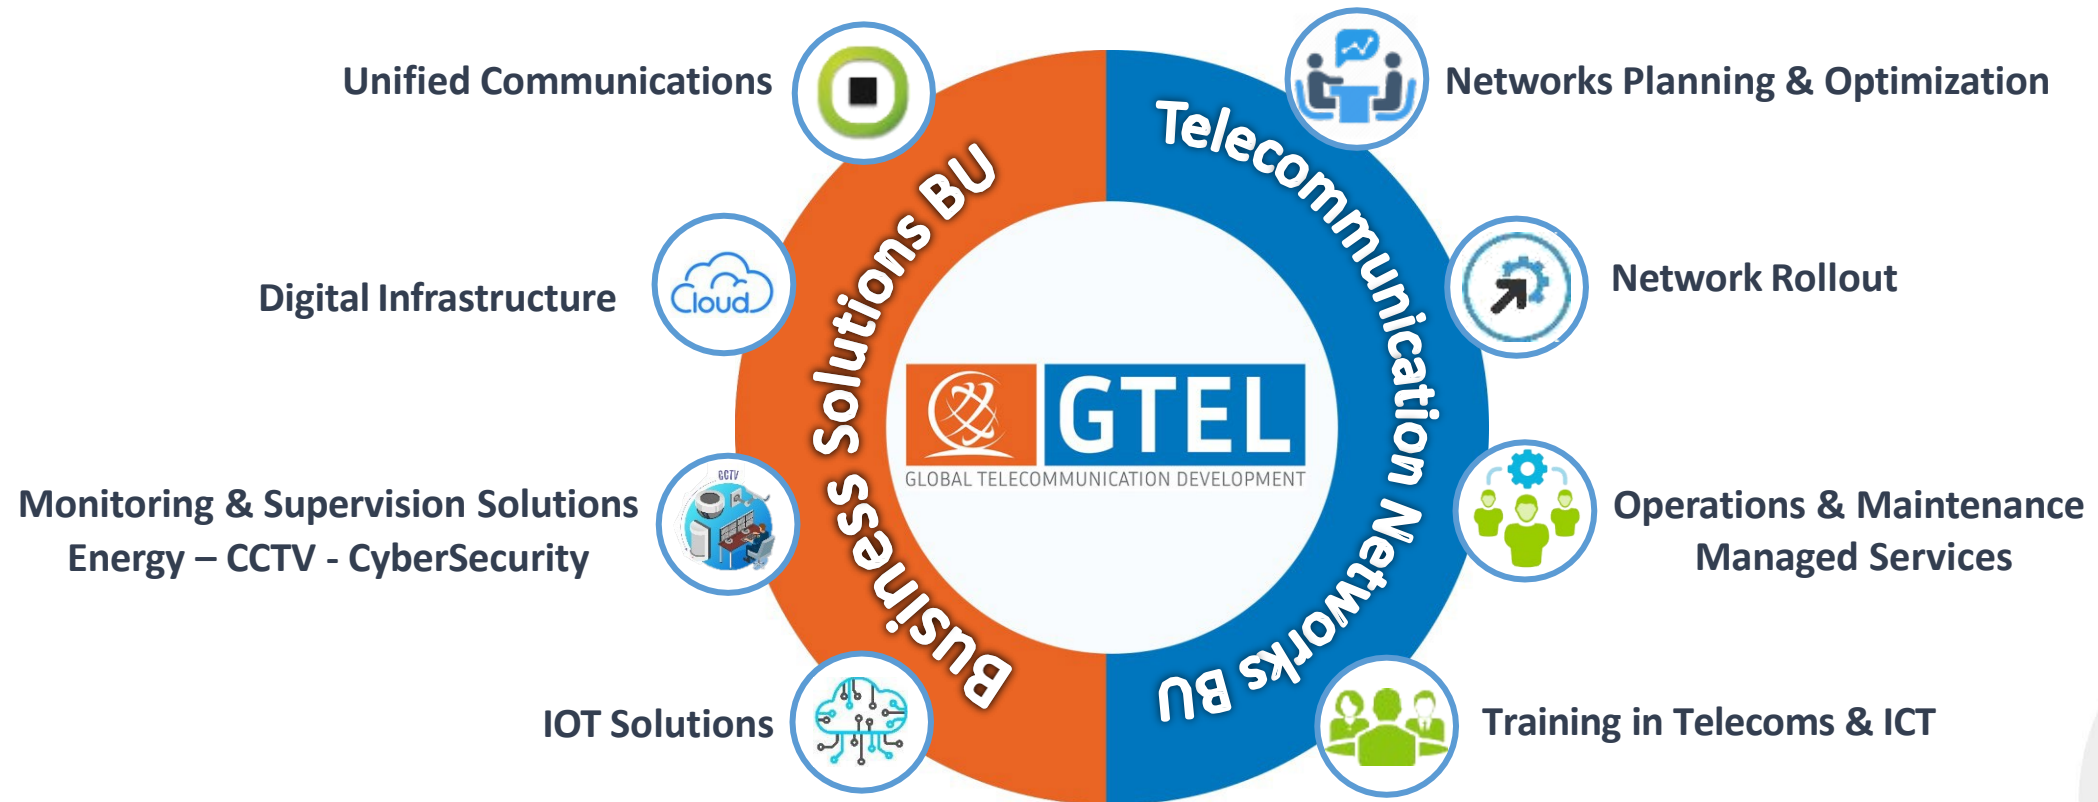 Unified Communications
Digital Infrastructure
Cloud
Monitoring & Supervision Solutions
Energy – CCTV - CyberSecurity
CCTV
IOT Solutions
Business Solutions BU
GTEL
GLOBAL TELECOMMUNICATION DEVELOPMENT
Telecommunication Networks BU
Networks Planning & Optimization
Network Rollout
Operations & Maintenance
Managed Services
Training in Telecoms & ICT